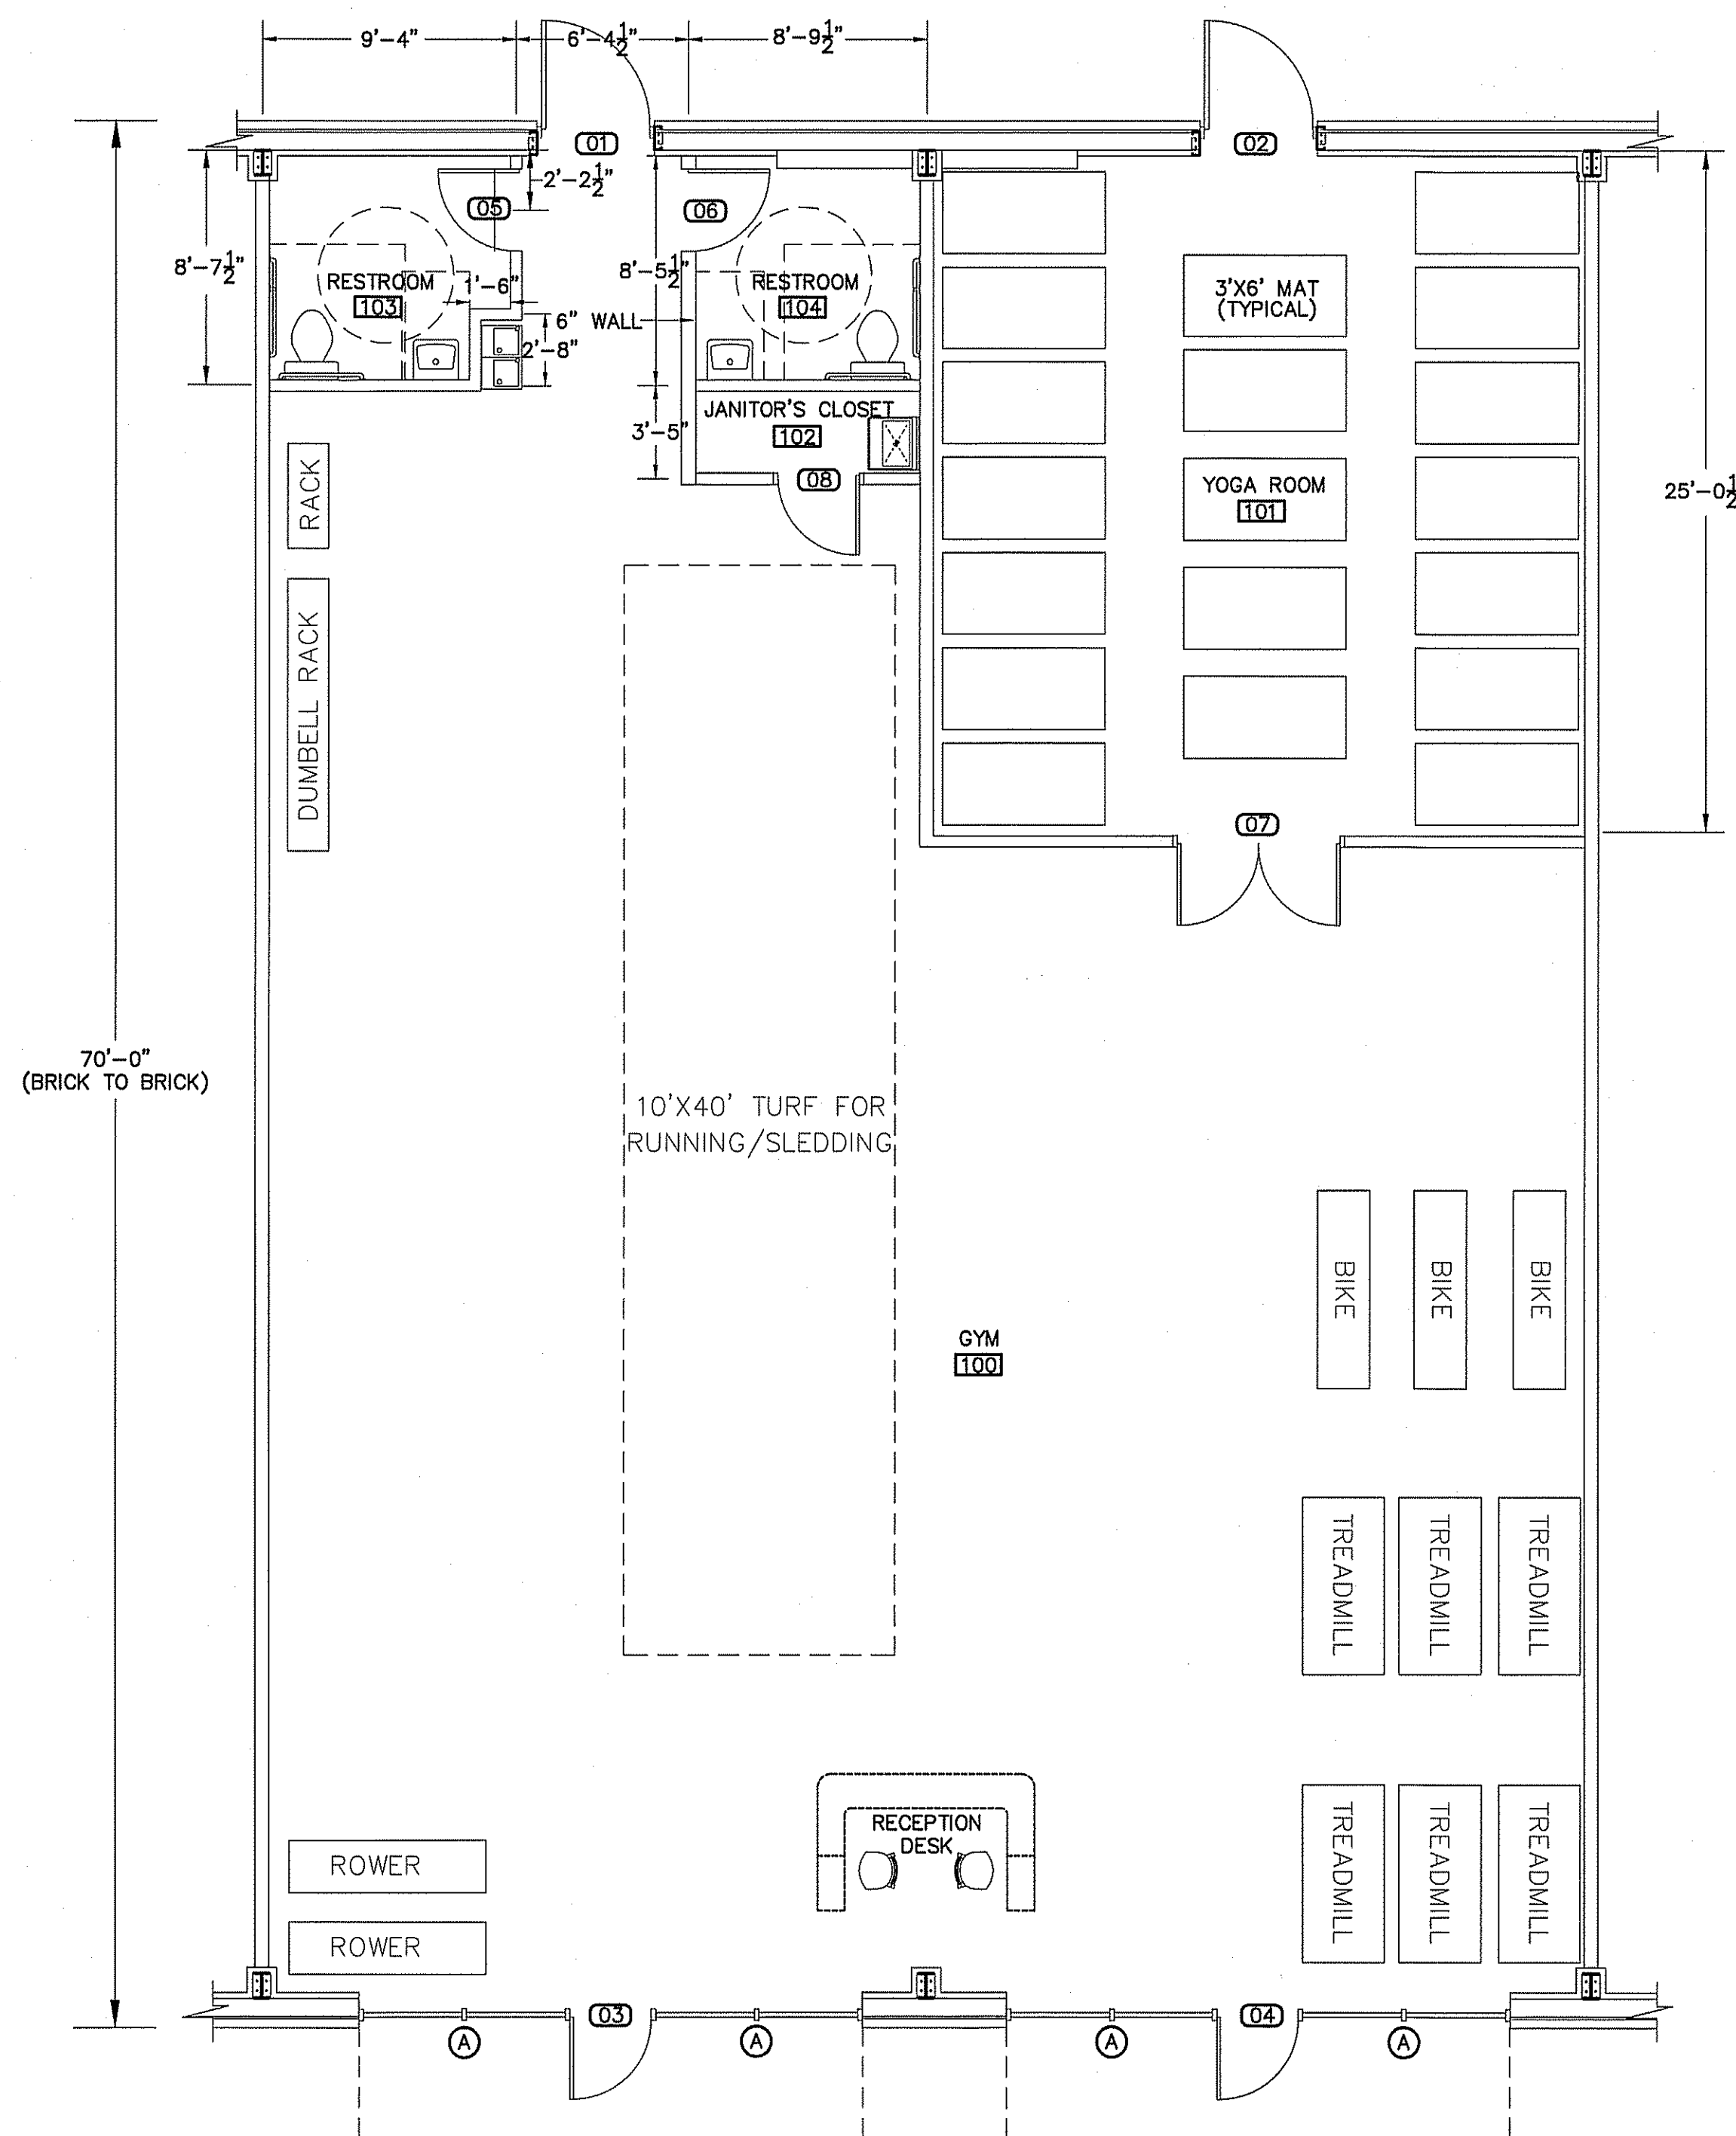 9'-4"
6'-4½"
8'-9½"
01
02
2'-2½"
05
06
8'-7½"
RESTROOM
103
1'-6"
8'-5½"
RESTROOM
104
3'X6' MAT
(TYPICAL)
6" WALL
2'-8"
JANITOR'S CLOSET
102
3'-5"
08
RACK
YOGA ROOM
101
25'-0½
DUMBELL RACK
07
70'-0"
(BRICK TO BRICK)
10'X40' TURF FOR
RUNNING/SLEDDING
BIKE
BIKE
BIKE
GYM
100
TREADMILL
TREADMILL
TREADMILL
RECEPTION
DESK
TREADMILL
TREADMILL
TREADMILL
ROWER
ROWER
03
04
A
A
A
A